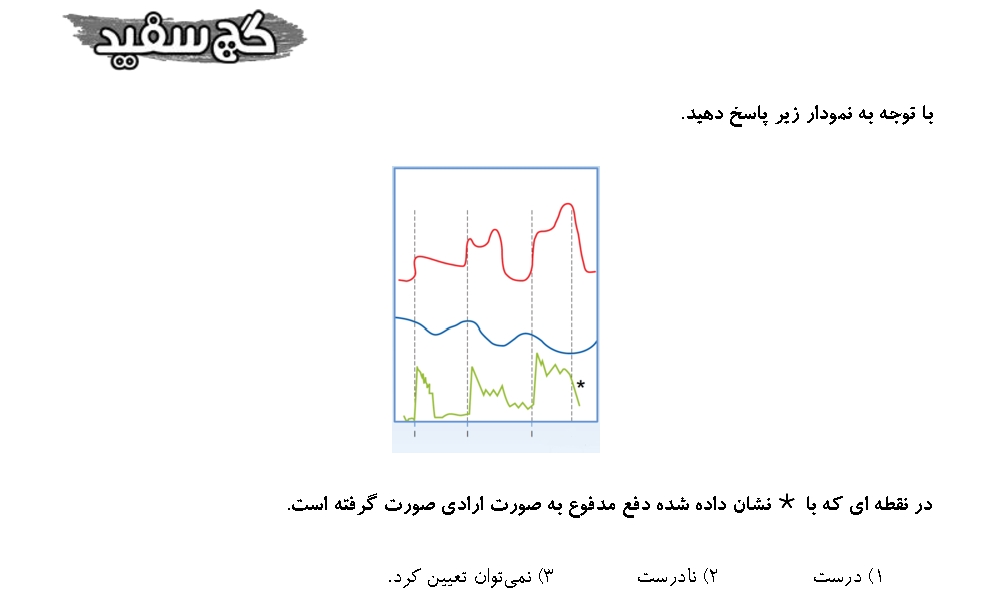 گچ سفید
با توجه به نمودار زیر پاسخ دهید.
*
در نقطه ای که با * نشان داده شده دفع مدفوع به صورت ارادی صورت گرفته است.
۱) درست ۲) نادرست ۳) نمی‌توان تعیین کرد.